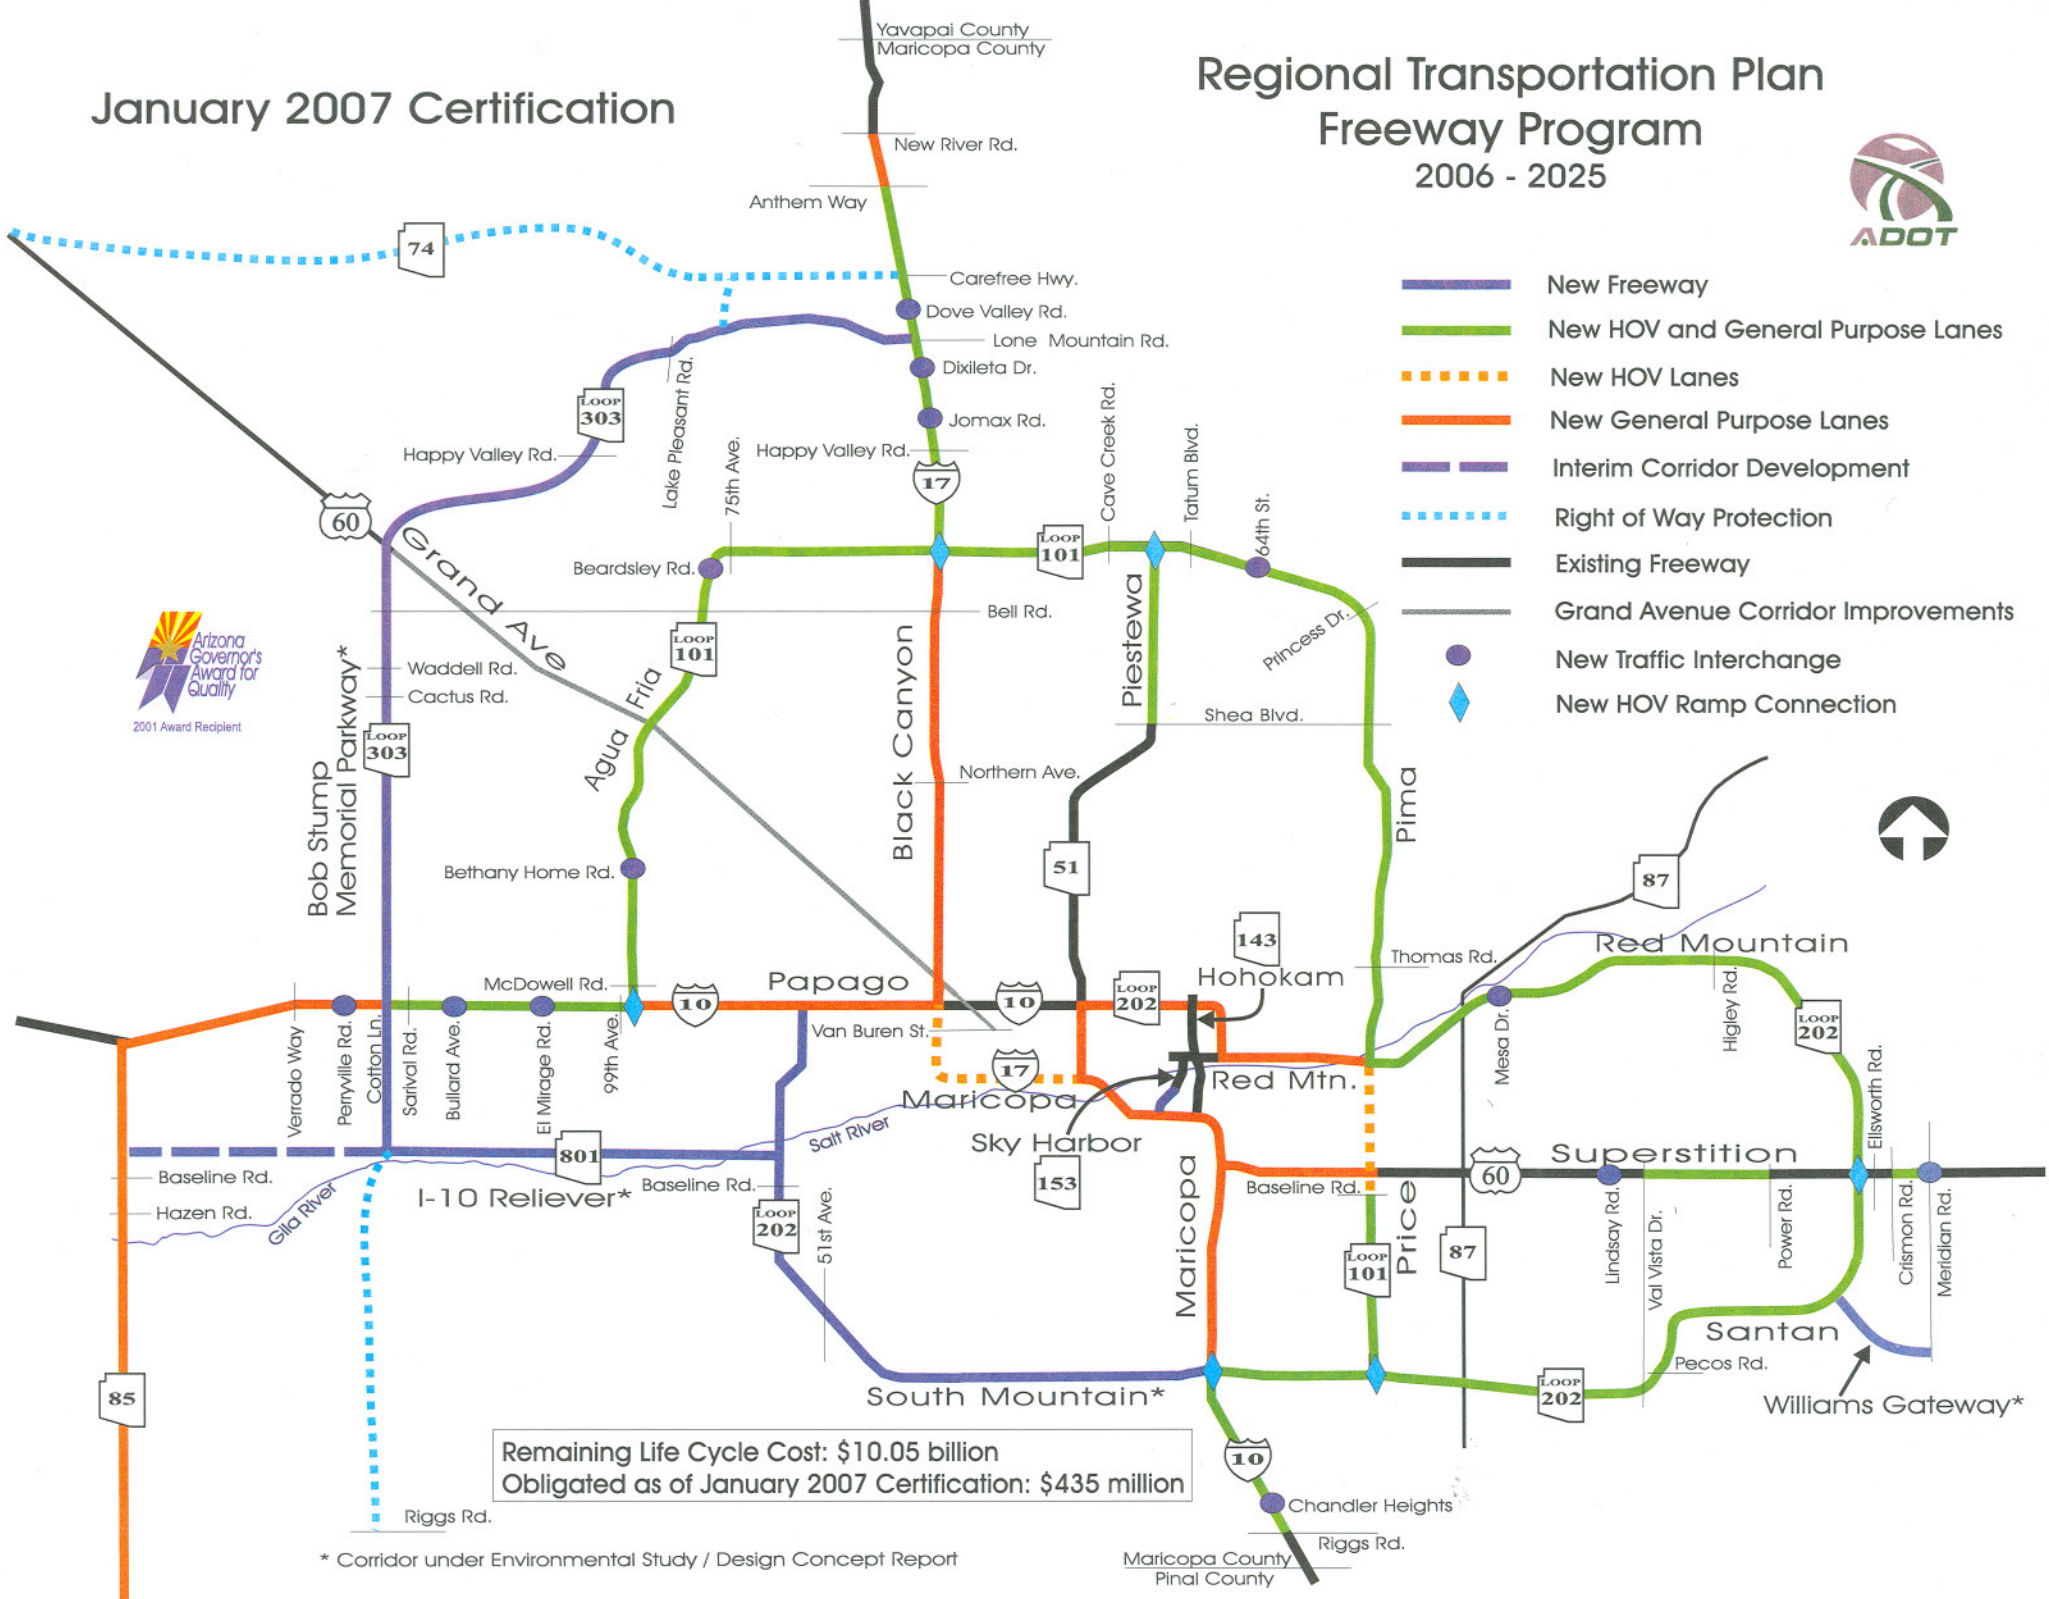 Yavapai County
Maricopa County
January 2007 Certification
Regional Transportation Plan
Freeway Program
2006 - 2025
ADOT
New River Rd.
Anthem Way
74
Carefree Hwy.
Dove Valley Rd.
Lone Mountain Rd.
Dixileta Dr.
Jomax Rd.
Happy Valley Rd.
17
New Freeway
New HOV and General Purpose Lanes
New HOV Lanes
New General Purpose Lanes
Interim Corridor Development
Right of Way Protection
Existing Freeway
Grand Avenue Corridor Improvements
New Traffic Interchange
New HOV Ramp Connection
LOOP
303
Lake Pleasant Rd.
Happy Valley Rd.
75th Ave.
Cave Creek Rd.
Tatum Blvd.
64th St.
60
Grand Ave
Beardsley Rd.
LOOP
101
Bell Rd.
LOOP
101
Princess Dr.
Piestewa
Arizona
Governor's
Award for
Quality
2001 Award Recipient
Waddell Rd.
Cactus Rd.
Bob Stump
Memorial Parkway*
LOOP
303
Agua Fria
Black Canyon
Shea Blvd.
Northern Ave.
Pima
51
87
Bethany Home Rd.
143
Hohokam
Thomas Rd.
Red Mountain
McDowell Rd.
Papago
10
10
LOOP
202
Higley Rd.
LOOP
202
Van Buren St.
Verrado Way
Perryville Rd.
Cotton Ln.
Sarival Rd.
Bullard Ave.
El Mirage Rd.
99th Ave.
17
Maricopa
Red Mtn.
Mesa Dr.
Ellsworth Rd.
Salt River
Sky Harbor
153
801
I-10 Reliever*
Baseline Rd.
Hazen Rd.
Gila River
Baseline Rd.
LOOP
202
51st Ave.
Maricopa
Baseline Rd.
Superstition
60
Price
LOOP
101
87
Lindsay Rd.
Val Vista Dr.
Power Rd.
Crismon Rd.
Meridian Rd.
Santan
Pecos Rd.
LOOP
202
Williams Gateway*
85
South Mountain*
10
Remaining Life Cycle Cost: $10.05 billion
Obligated as of January 2007 Certification: $435 million
Chandler Heights
Riggs Rd.
Riggs Rd.
* Corridor under Environmental Study / Design Concept Report
Maricopa County
Pinal County